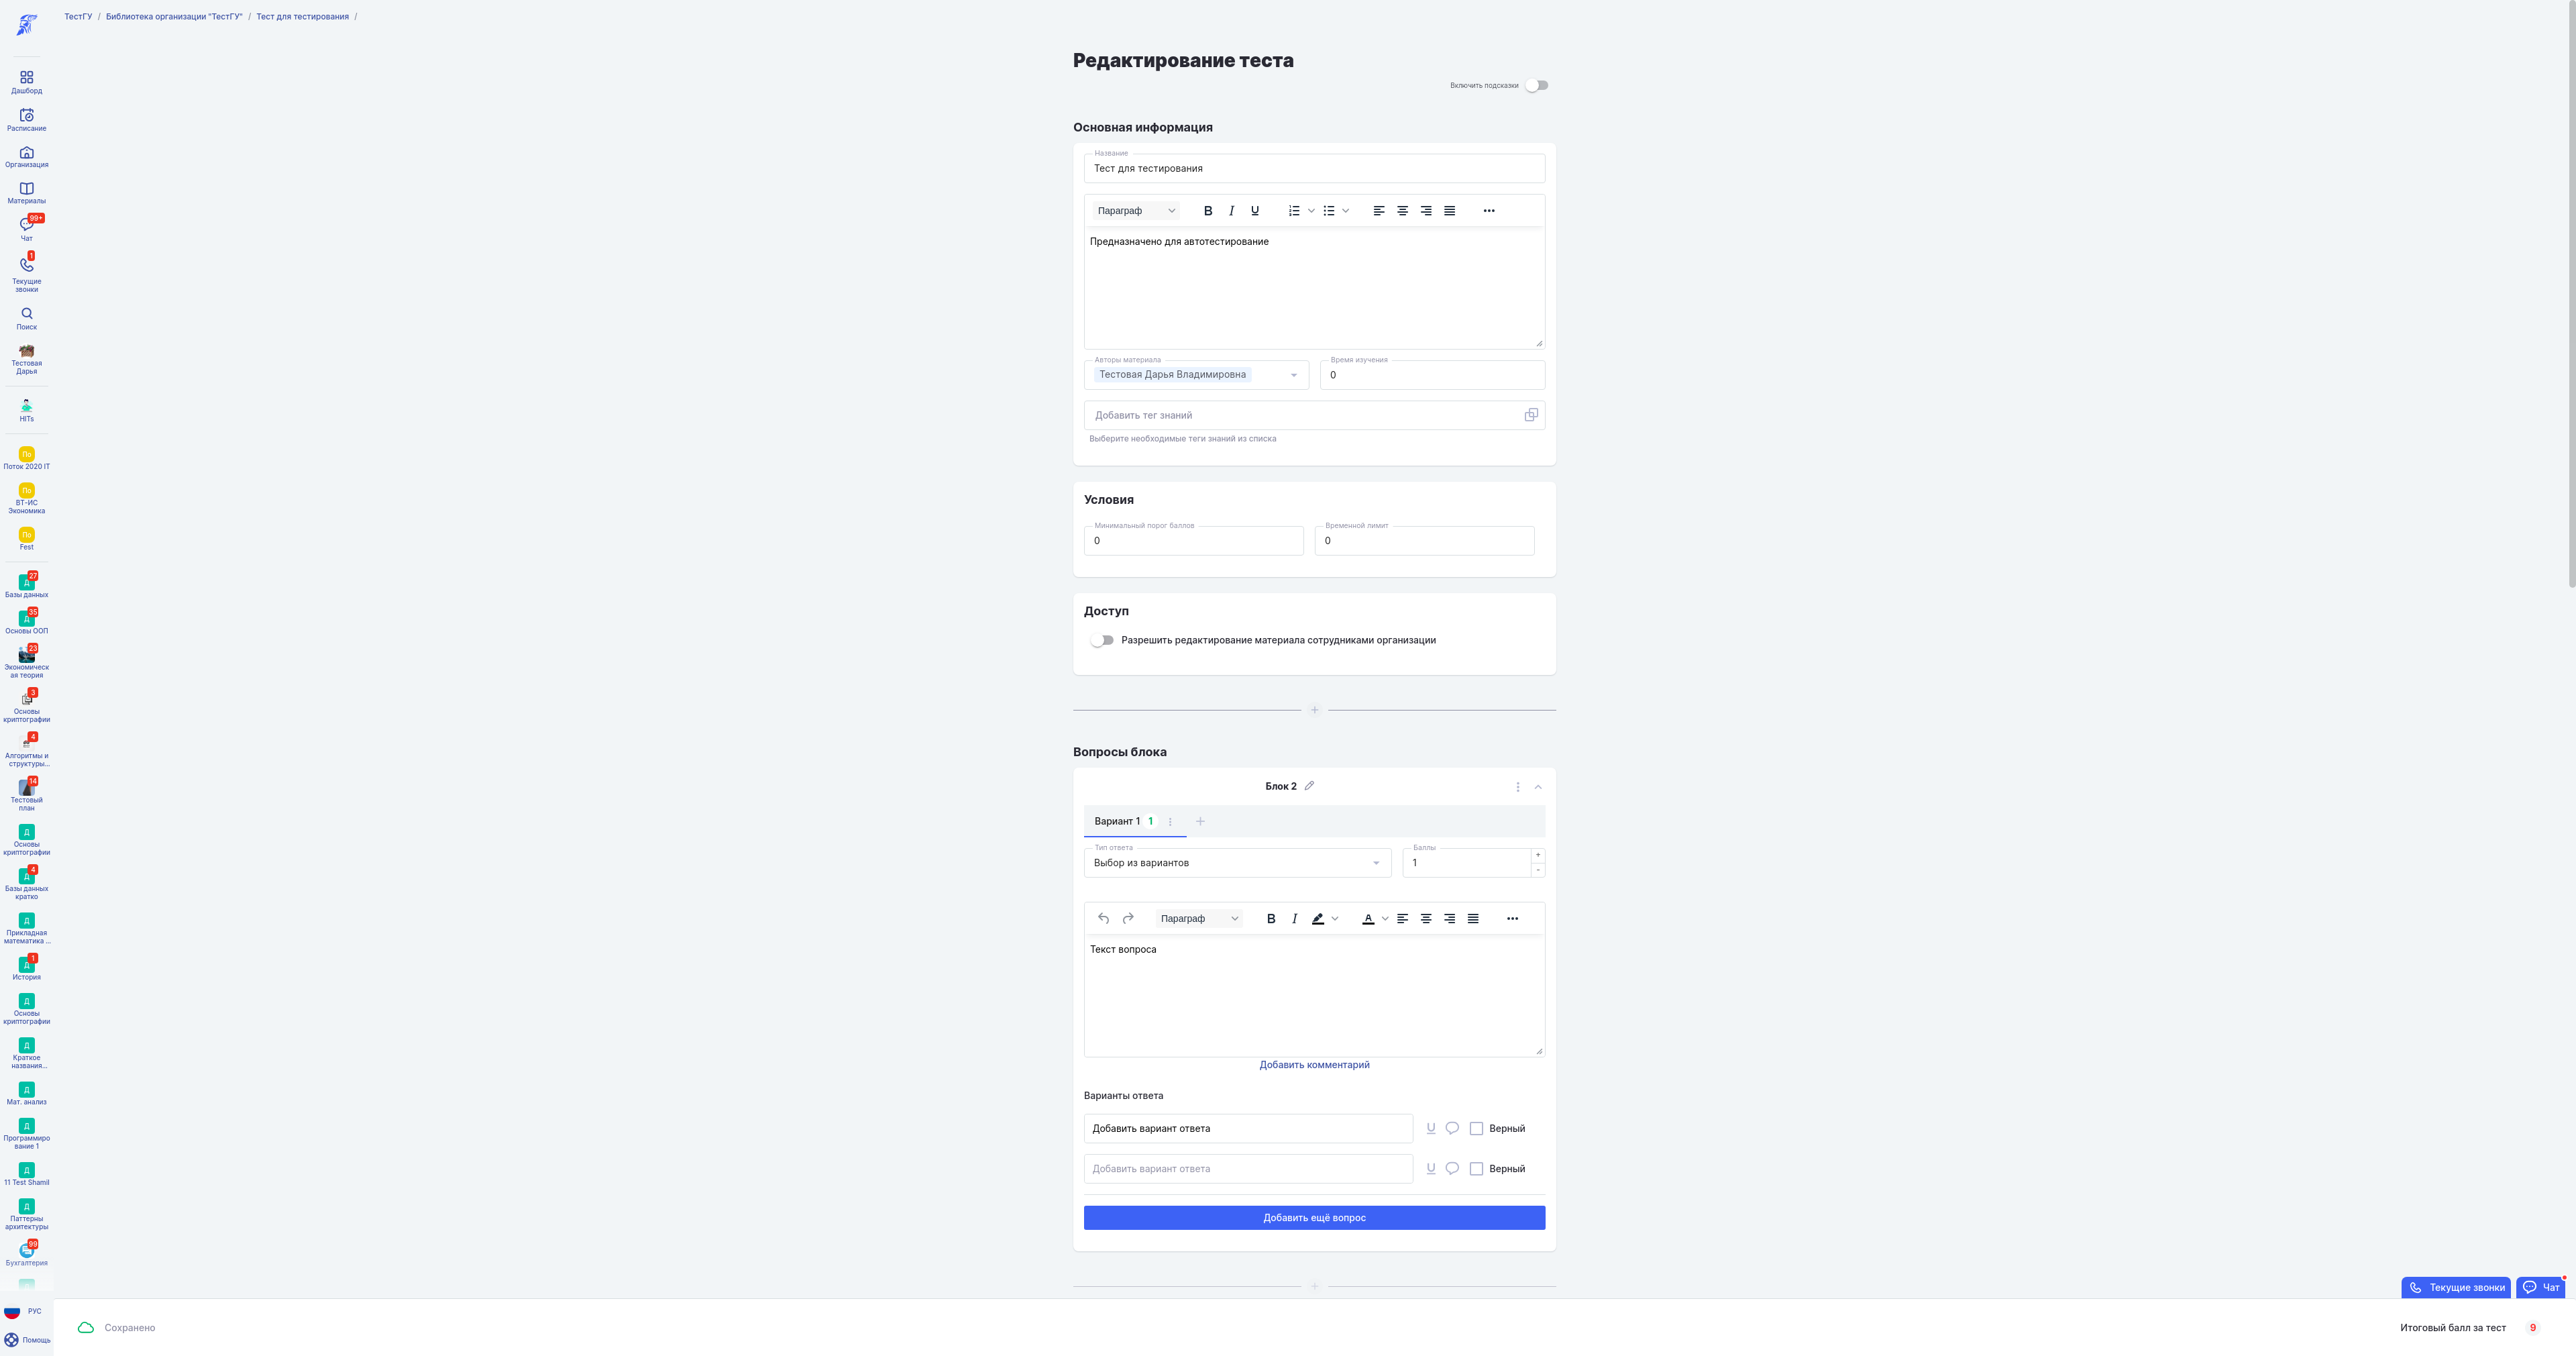 ТестГУ / Библиотека организации "ТестГУ" / Тест для тестирования /
Дашборд
Расписание
Организация
Материалы
99+
Чат
1
Текущие
звонки
Поиск
Тестовая
Дарья
HITs
По
Поток 2020 IT
По
ВТ-ИС
Экономика
По
Fest
27
Д
Базы данных
35
Д
Основы ООП
23
Экономическ
ая теория
3
Основы
криптографии
4
Алгоритмы и
структуры...
14
Тестовый
план
Д
Основы
криптографии
4
Д
Базы данных
кратко
Д
Прикладная
математика ...
1
Д
История
Д
Основы
криптографии
Д
Краткое
названия...
Д
Мат. анализ
Д
Программиро
вание 1
Д
11 Test Shamil
Д
Паттерны
архитектуры
99
Бухгалтерия
РУС
Помощь
Редактирование теста
Включить подсказки
Основная информация
Название
Тест для тестирования
Параграф B I U
Предназначено для автотестирование
Авторы материала
Тестовая Дарья Владимировна
Время изучения
0
Добавить тег знаний
Выберите необходимые теги знаний из списка
Условия
Минимальный порог баллов
0
Временной лимит
0
Доступ
Разрешить редактирование материала сотрудниками организации
+
Вопросы блока
Блок 2
Вариант 1 1 +
Тип ответа
Выбор из вариантов
Баллы
1
+
-
Параграф B I A
Текст вопроса
Добавить комментарий
Варианты ответа
Добавить вариант ответа U Верный
Добавить вариант ответа U Верный
Добавить ещё вопрос
+
Текущие звонки
Чат
Сохранено
Итоговый балл за тест 9